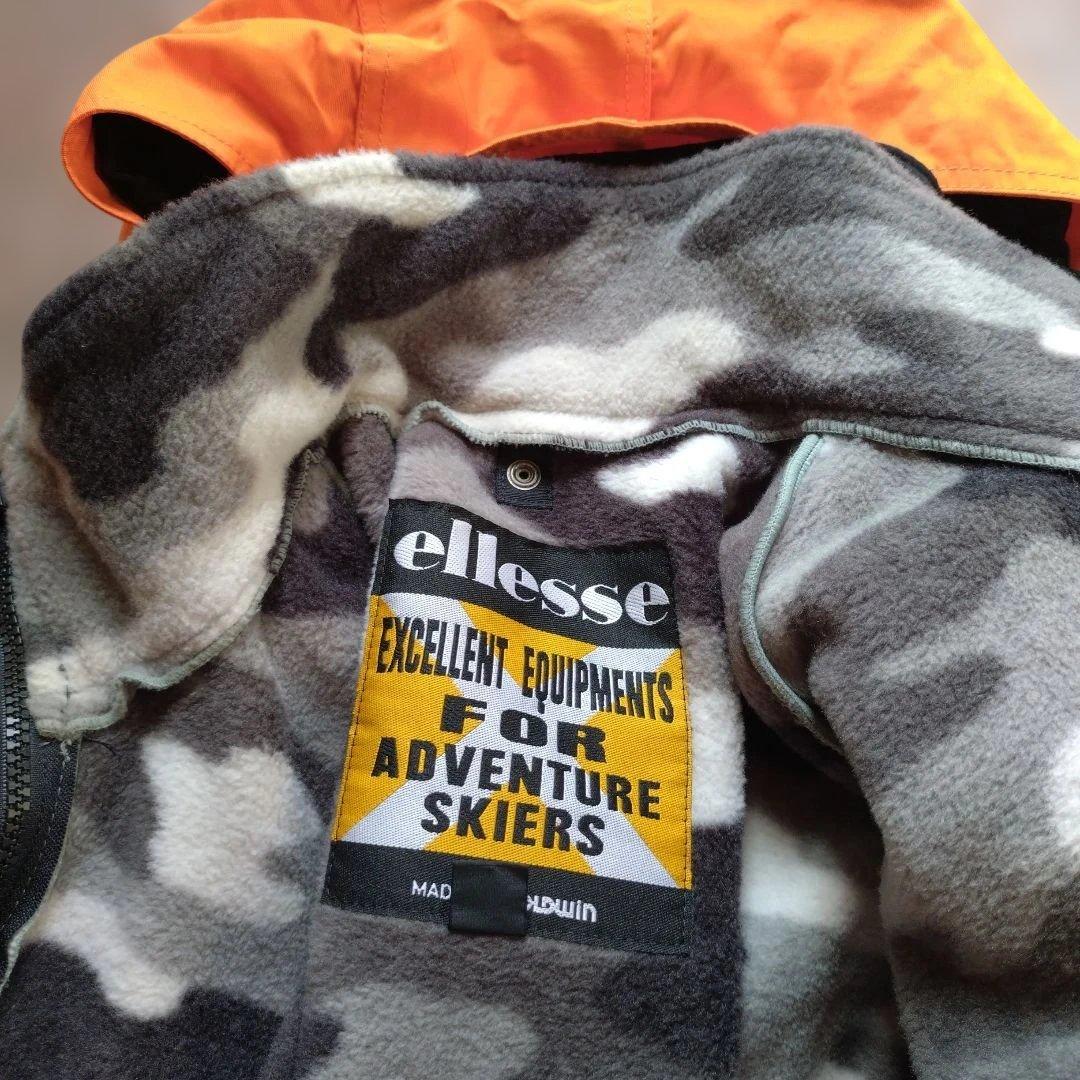 ellesse
EXCELLENT EQUIPMENTS
FOR
ADVENTURE
SKIERS